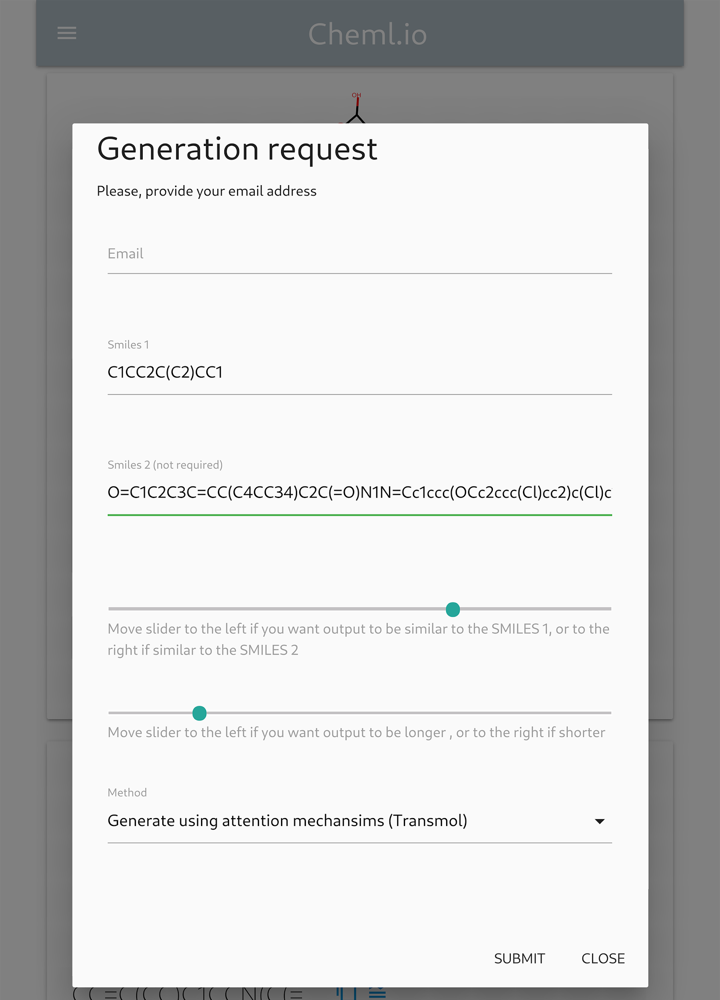 Cheml.io
OH
Generation request
Please, provide your email address
Email
Smiles 1
C1CC2C(C2)CC1
Smiles 2 (not required)
O=C1C2C3C=CC(C4CC34)C2C(=O)N1N=Cc1ccc(OCc2ccc(Cl)cc2)c(Cl)c
Move slider to the left if you want output to be similar to the SMILES 1, or to the
right if similar to the SMILES 2
Move slider to the left if you want output to be longer , or to the right if shorter
Method
Generate using attention mechansims (Transmol)
SUBMIT CLOSE